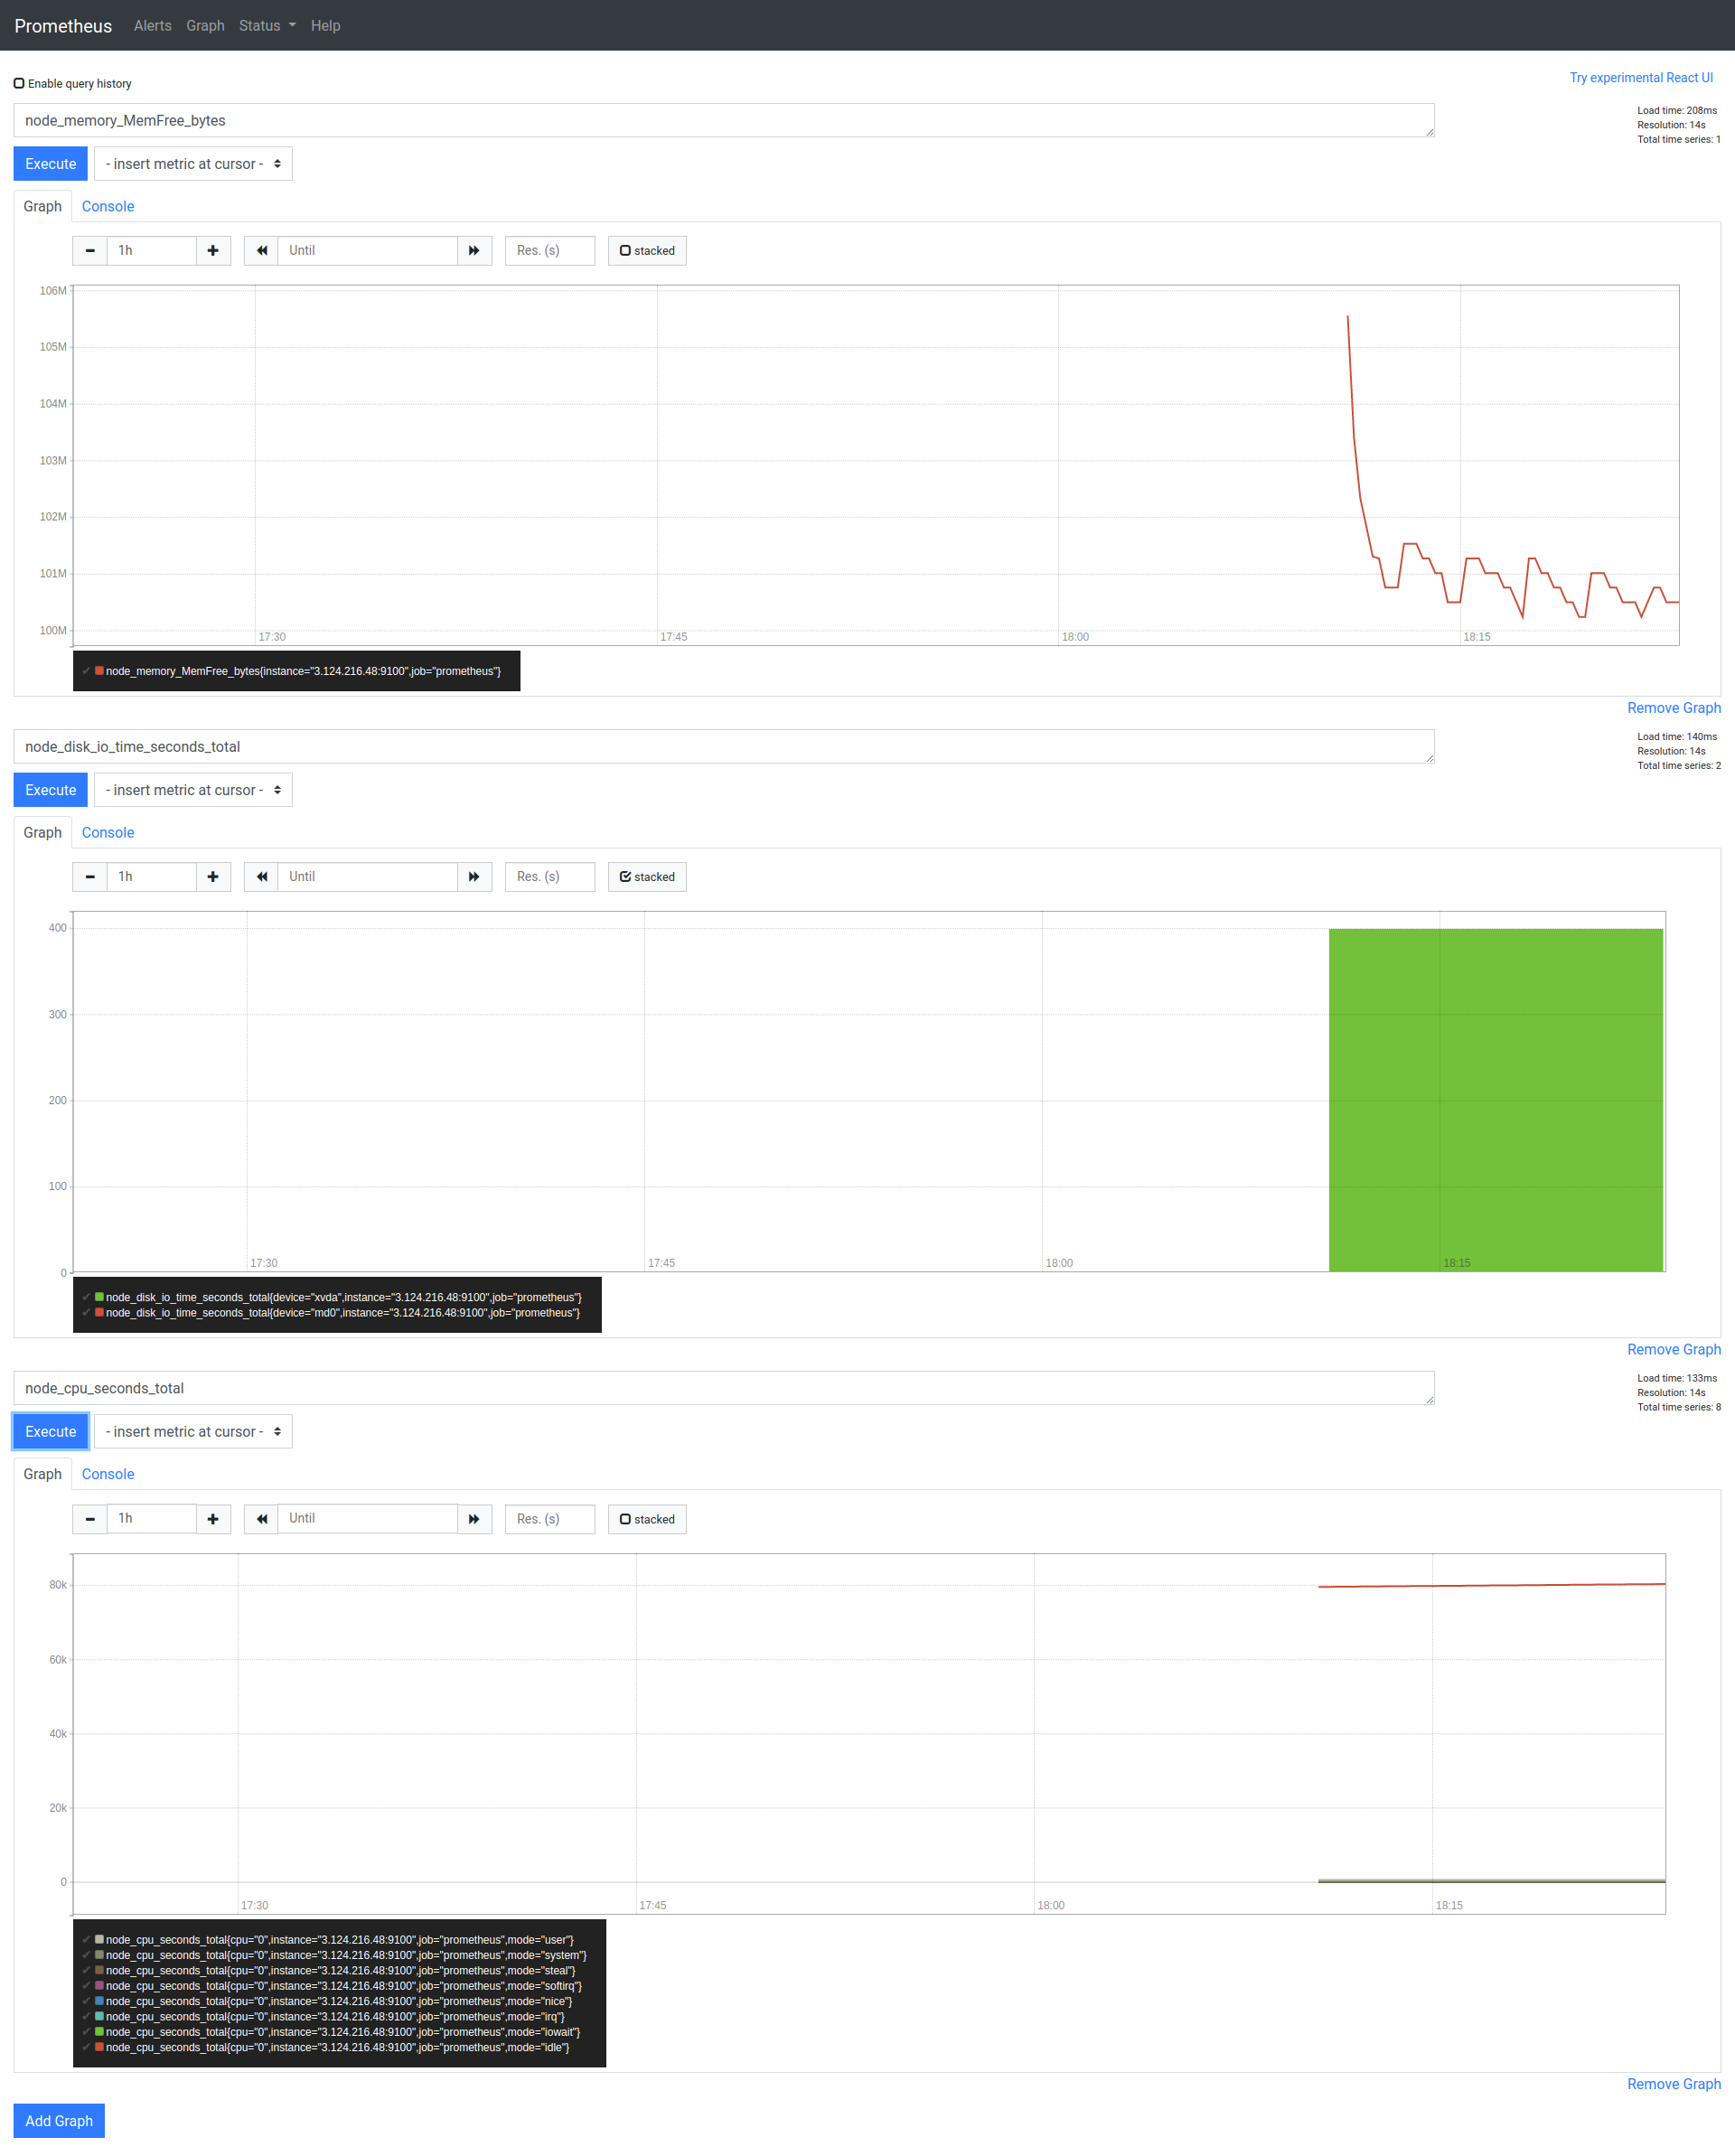 Prometheus Alerts Graph Status Help
Enable query history
Try experimental React UI
node_memory_MemFree_bytes
Load time: 208ms
Resolution: 14s
Total time series: 1
Execute - insert metric at cursor -
Graph Console
1h Until Res. (s) stacked
106M
105M
104M
103M
102M
101M
100M
17:30 17:45 18:00 18:15
node_memory_MemFree_bytes{instance="3.124.216.48:9100",job="prometheus"}
Remove Graph
node_disk_io_time_seconds_total
Load time: 140ms
Resolution: 14s
Total time series: 2
Execute - insert metric at cursor -
Graph Console
1h Until Res. (s) stacked
400
300
200
100
0
17:30 17:45 18:00 18:15
node_disk_io_time_seconds_total{device="xvda",instance="3.124.216.48:9100",job="prometheus"}
node_disk_io_time_seconds_total{device="md0",instance="3.124.216.48:9100",job="prometheus"}
Remove Graph
node_cpu_seconds_total
Load time: 133ms
Resolution: 14s
Total time series: 8
Execute - insert metric at cursor -
Graph Console
1h Until Res. (s) stacked
80k
60k
40k
20k
0
17:30 17:45 18:00 18:15
node_cpu_seconds_total{cpu="0",instance="3.124.216.48:9100",job="prometheus",mode="user"}
node_cpu_seconds_total{cpu="0",instance="3.124.216.48:9100",job="prometheus",mode="system"}
node_cpu_seconds_total{cpu="0",instance="3.124.216.48:9100",job="prometheus",mode="steal"}
node_cpu_seconds_total{cpu="0",instance="3.124.216.48:9100",job="prometheus",mode="softirq"}
node_cpu_seconds_total{cpu="0",instance="3.124.216.48:9100",job="prometheus",mode="nice"}
node_cpu_seconds_total{cpu="0",instance="3.124.216.48:9100",job="prometheus",mode="irq"}
node_cpu_seconds_total{cpu="0",instance="3.124.216.48:9100",job="prometheus",mode="iowait"}
node_cpu_seconds_total{cpu="0",instance="3.124.216.48:9100",job="prometheus",mode="idle"}
Remove Graph
Add Graph